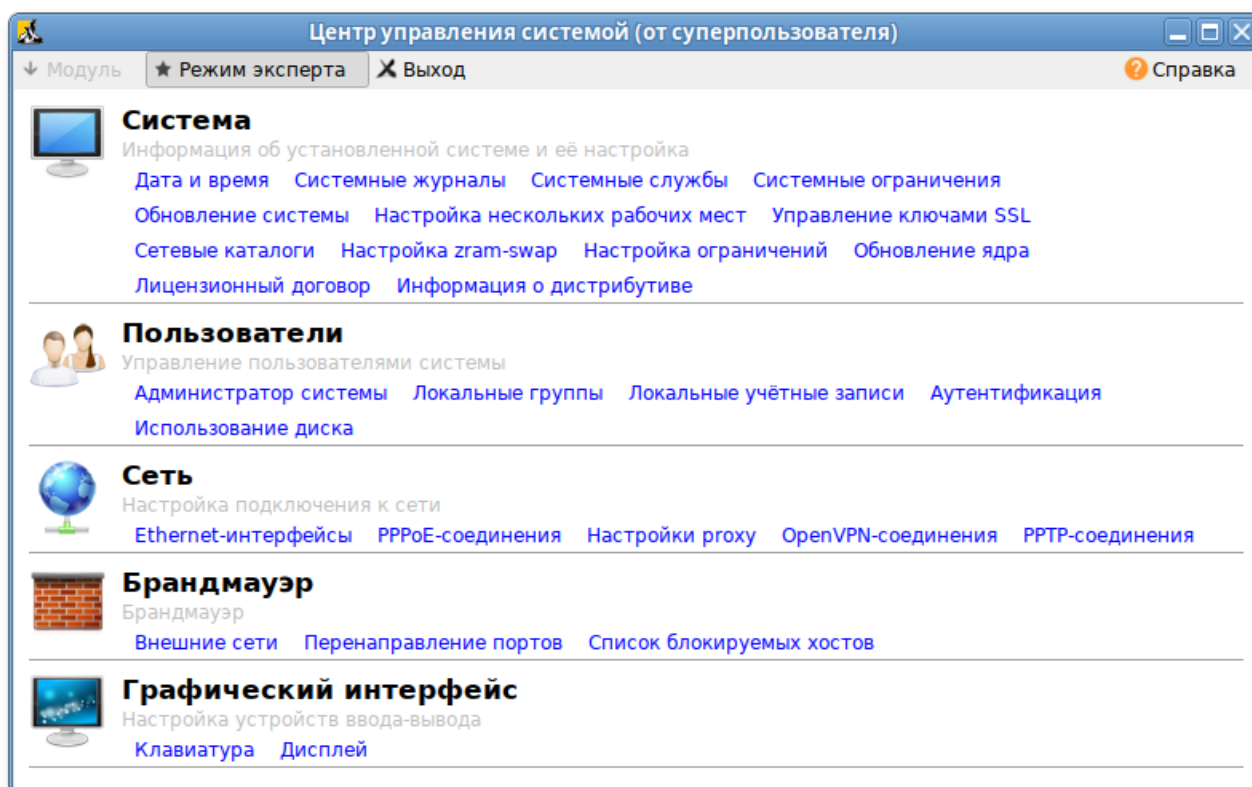 Центр управления системой (от суперпользователя)
Модуль Режим эксперта Выход Справка
Система
Информация об установленной системе и её настройка
Дата и время Системные журналы Системные службы Системные ограничения
Обновление системы Настройка нескольких рабочих мест Управление ключами SSL
Сетевые каталоги Настройка zram-swap Настройка ограничений Обновление ядра
Лицензионный договор Информация о дистрибутиве
Пользователи
Управление пользователями системы
Администратор системы Локальные группы Локальные учётные записи Аутентификация
Использование диска
Сеть
Настройка подключения к сети
Ethernet-интерфейсы PPPoE-соединения Настройки proxy OpenVPN-соединения PPTP-соединения
Брандмауэр
Брандмауэр
Внешние сети Перенаправление портов Список блокируемых хостов
Графический интерфейс
Настройка устройств ввода-вывода
Клавиатура Дисплей